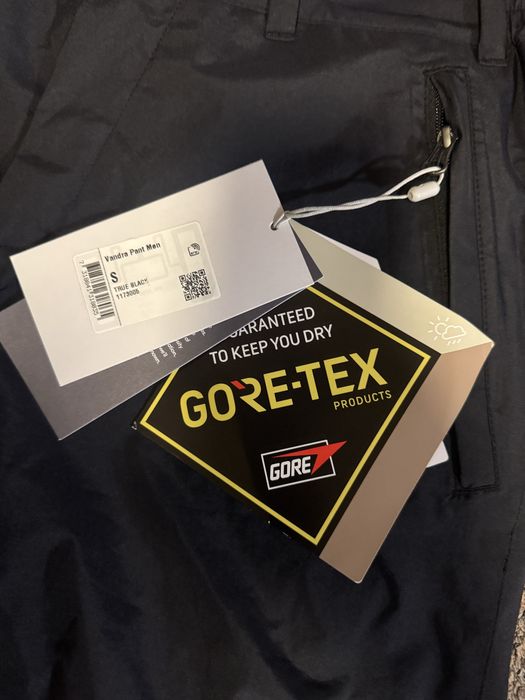 Vandra Pant Men
S
TRUE BLACK
1173006
GUARANTEED
TO KEEP YOU DRY
GORE-TEX
PRODUCTS
GORE